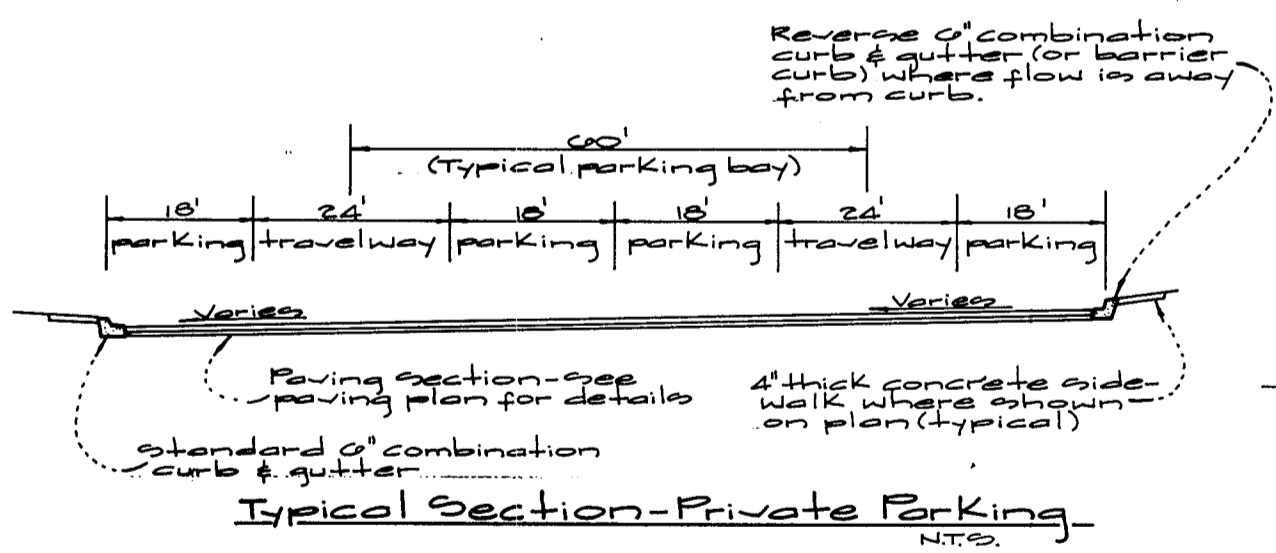 Reverse 6" combination
curb & gutter (or barrier
curb) where flow is away
from curb.
60'
(Typical parking bay)
18' 24' 18' 18' 24' 18'
parking travelway parking parking travelway parking
Varies Varies
Paving section-see
paving plan for details
4" thick concrete side-
walk where shown
on plan (typical)
Standard 6" combination
curb & gutter
Typical Section-Private Parking
N.T.S.